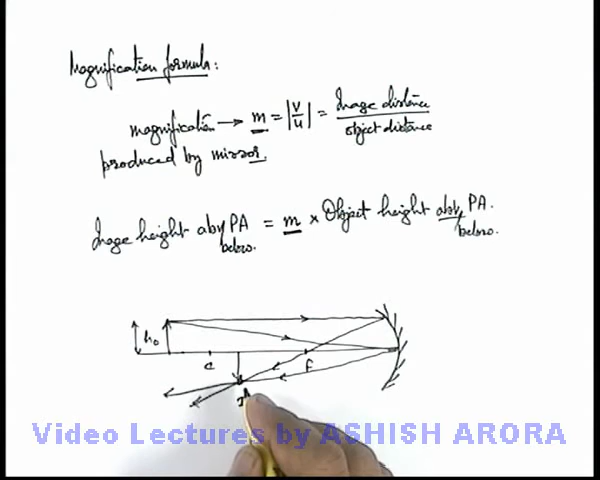 Magnification formula:
magnification → m = |v/u| = Image distance / object distance
produced by mirror.
Image height abv/below PA = m × Object height abv/below PA.
h₀
C
F
Video Lectures by ASHISH ARORA